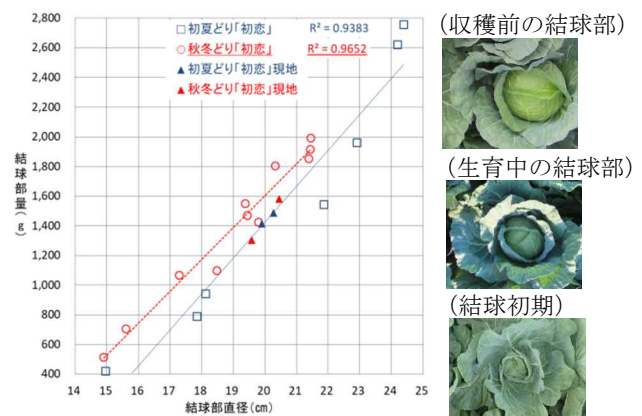 初夏どり「初恋」 R² = 0.9383
秋冬どり「初恋」 R² = 0.9652
初夏どり「初恋」現地
秋冬どり「初恋」現地
2,800
2,600
2,400
2,200
2,000
1,800
1,600
1,400
1,200
1,000
800
600
400
結球部量(g)
14 15 16 17 18 19 20 21 22 23 24 25
結球部直径(cm)
(収穫前の結球部)
(生育中の結球部)
(結球初期)